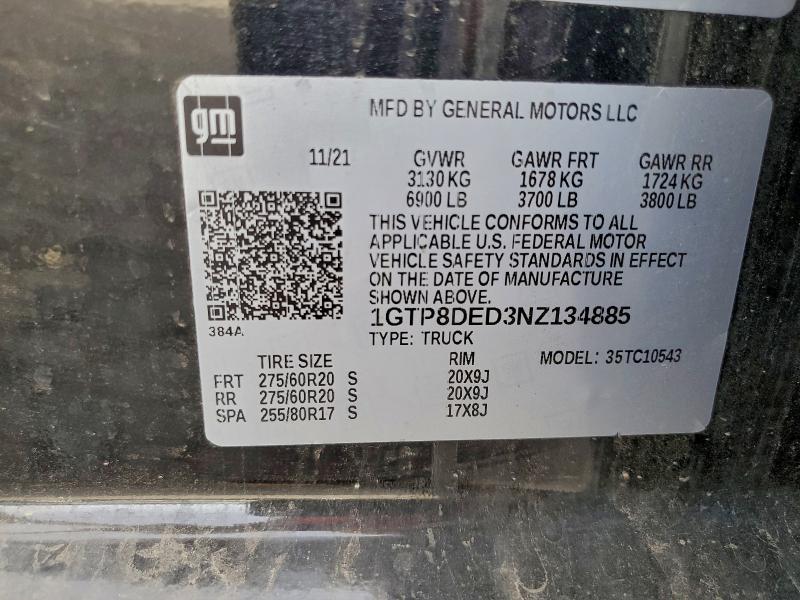 gm
MFD BY GENERAL MOTORS LLC
11/21 GVWR GAWR FRT GAWR RR
3130 KG 1678 KG 1724 KG
6900 LB 3700 LB 3800 LB
THIS VEHICLE CONFORMS TO ALL
APPLICABLE U.S. FEDERAL MOTOR
VEHICLE SAFETY STANDARDS IN EFFECT
ON THE DATE OF MANUFACTURE
SHOWN ABOVE.
1GTP8DED3NZ134885
384A
TYPE: TRUCK
TIRE SIZE RIM MODEL: 35TC10543
FRT 275/60R20 S 20X9J
RR 275/60R20 S 20X9J
SPA 255/80R17 S 17X8J